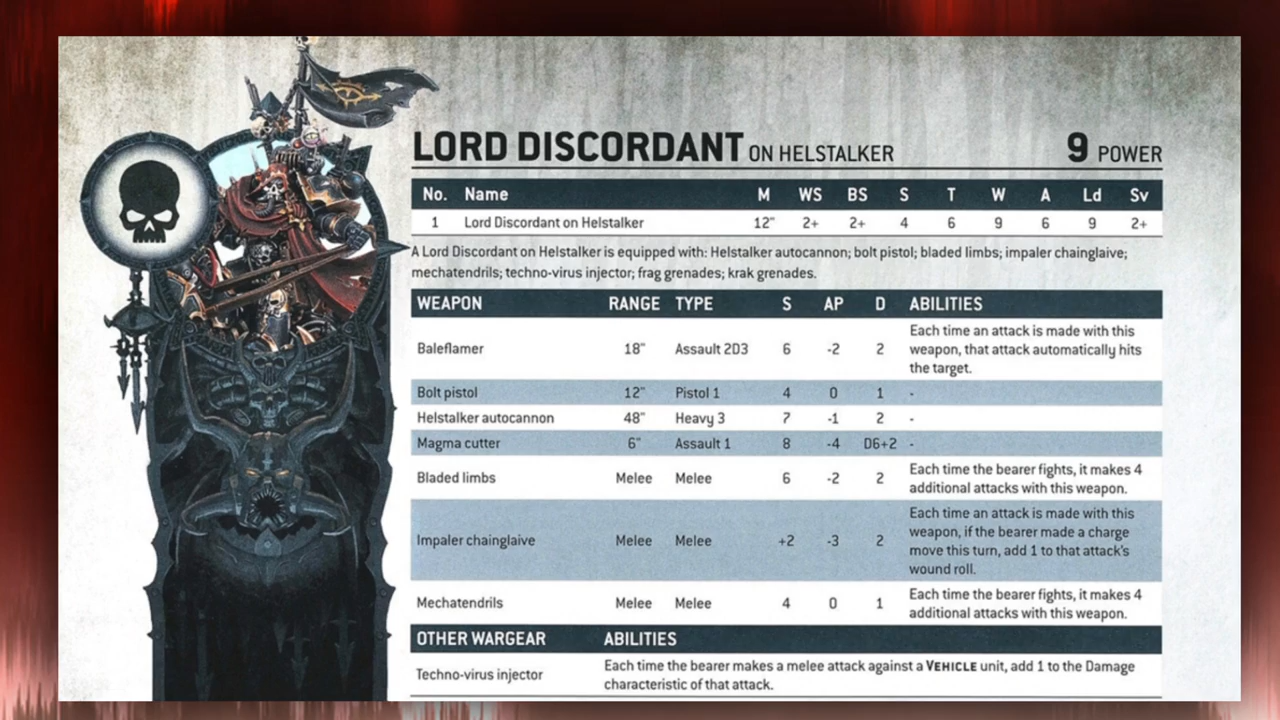 LORD DISCORDANT ON HELSTALKER 9 POWER
No. Name M WS BS S T W A Ld Sv
1 Lord Discordant on Helstalker 12" 2+ 2+ 4 6 9 6 9 2+
A Lord Discordant on Helstalker is equipped with: Helstalker autocannon; bolt pistol; bladed limbs; impaler chainglaive;
mechatendrils; techno-virus injector; frag grenades; krak grenades.
WEAPON RANGE TYPE S AP D ABILITIES
Baleflamer 18" Assault 2D3 6 -2 2 Each time an attack is made with this
weapon, that attack automatically hits
the target.
Bolt pistol 12" Pistol 1 4 0 1 -
Helstalker autocannon 48" Heavy 3 7 -1 2 -
Magma cutter 6" Assault 1 8 -4 D6+2 -
Bladed limbs Melee Melee 6 -2 2 Each time the bearer fights, it makes 4
additional attacks with this weapon.
Impaler chainglaive Melee Melee +2 -3 2 Each time an attack is made with this
weapon, if the bearer made a charge
move this turn, add 1 to that attack's
wound roll.
Mechatendrils Melee Melee 4 0 1 Each time the bearer fights, it makes 4
additional attacks with this weapon.
OTHER WARGEAR ABILITIES
Techno-virus injector Each time the bearer makes a melee attack against a VEHICLE unit, add 1 to the Damage
characteristic of that attack.